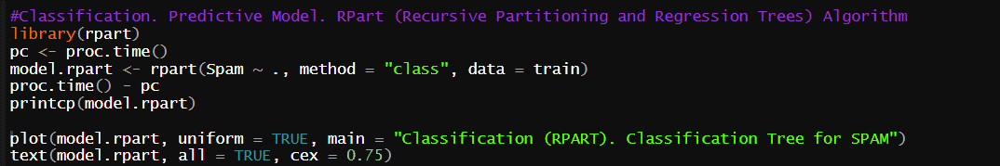 #Classification. Predictive Model. RPart (Recursive Partitioning and Regression Trees) Algorithm
library(rpart)
pc <- proc.time()
model.rpart <- rpart(Spam ~ ., method = "class", data = train)
proc.time() - pc
printcp(model.rpart)
plot(model.rpart, uniform = TRUE, main = "Classification (RPART). Classification Tree for SPAM")
text(model.rpart, all = TRUE, cex = 0.75)